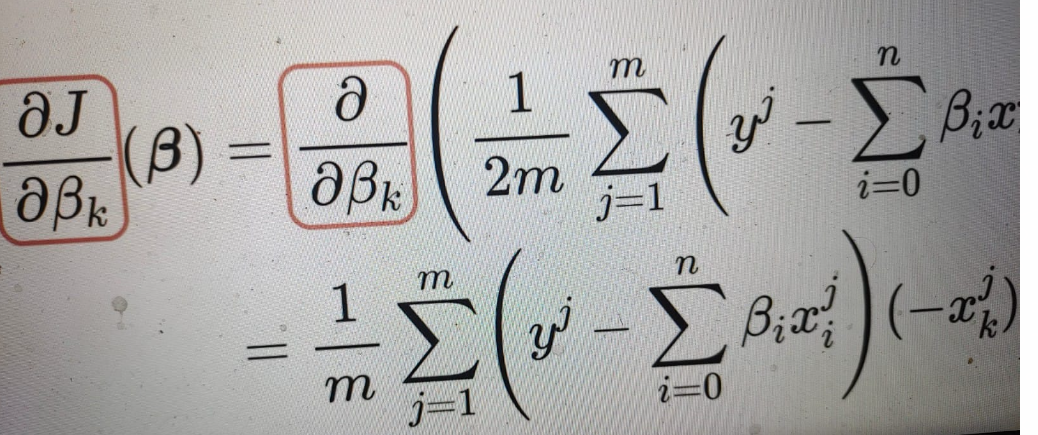 ∂J/∂β_k (β) = ∂/∂β_k ( 1/2m ∑_{j=1}^{m} ( y^j − ∑_{i=0}^{n} β_i x
= 1/m ∑_{j=1}^{m} ( y^j − ∑_{i=0}^{n} β_i x_i^j ) (−x_k^j)